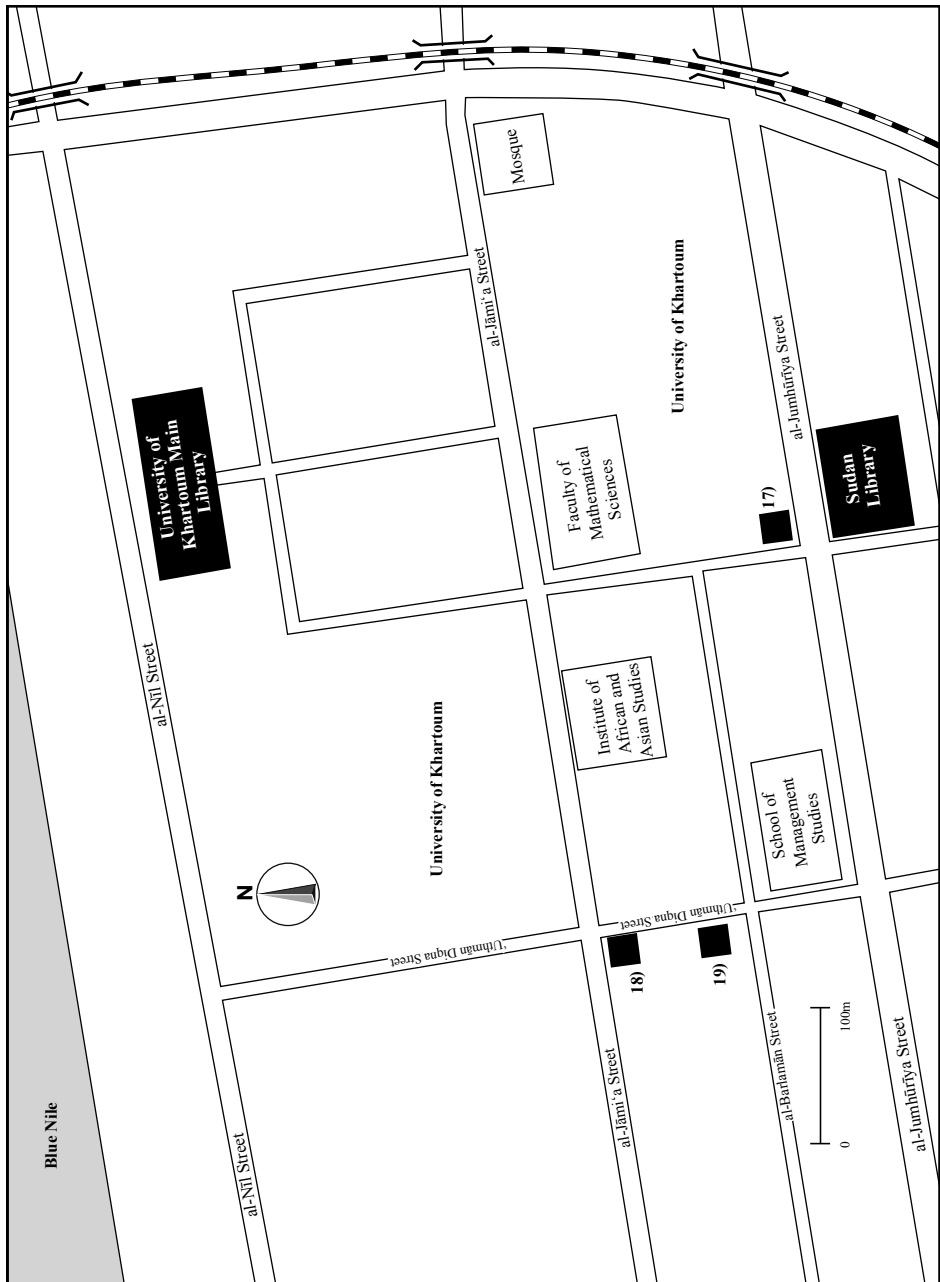 Blue Nile
al-Nīl Street
al-Nīl Street
University of
Khartoum Main
Library
University of Khartoum
N
ʿUthmān Diqna Street
al-Jāmiʿa Street
al-Jāmiʿa Street
Mosque
Faculty of
Mathematical
Sciences
University of Khartoum
Institute of
African and
Asian Studies
ʿUthmān Diqna Street
18)
19)
17)
School of
Management
Studies
al-Barlamān Street
al-Jumhūrīya Street
al-Jumhūrīya Street
Sudan
Library
0
100m